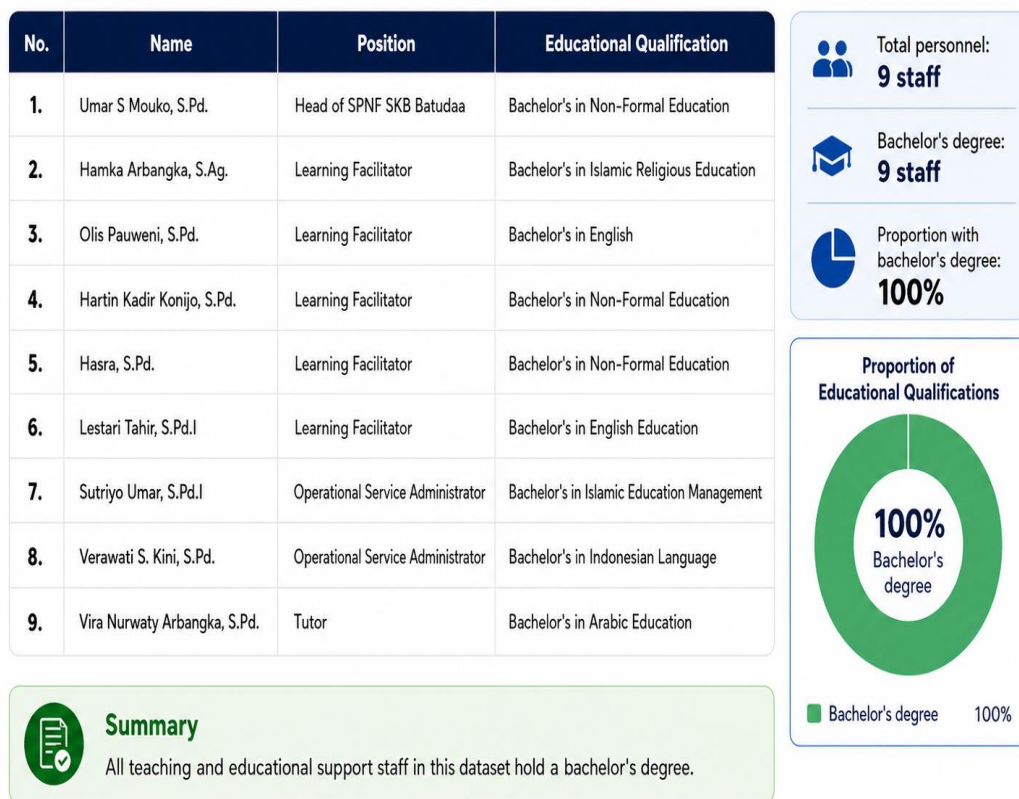 No. Name Position Educational Qualification
1. Umar S Mouko, S.Pd. Head of SPNF SKB Batudaa Bachelor's in Non-Formal Education
2. Hamka Arbangka, S.Ag. Learning Facilitator Bachelor's in Islamic Religious Education
3. Olis Pauweni, S.Pd. Learning Facilitator Bachelor's in English
4. Hartin Kadir Konijo, S.Pd. Learning Facilitator Bachelor's in Non-Formal Education
5. Hasra, S.Pd. Learning Facilitator Bachelor's in Non-Formal Education
6. Lestari Tahir, S.Pd.I Learning Facilitator Bachelor's in English Education
7. Sutriyo Umar, S.Pd.I Operational Service Administrator Bachelor's in Islamic Education Management
8. Verawati S. Kini, S.Pd. Operational Service Administrator Bachelor's in Indonesian Language
9. Vira Nurwaty Arbangka, S.Pd. Tutor Bachelor's in Arabic Education
Summary
All teaching and educational support staff in this dataset hold a bachelor's degree.
Total personnel:
9 staff
Bachelor's degree:
9 staff
Proportion with
bachelor's degree:
100%
Proportion of
Educational Qualifications
100%
Bachelor's
degree
Bachelor's degree 100%